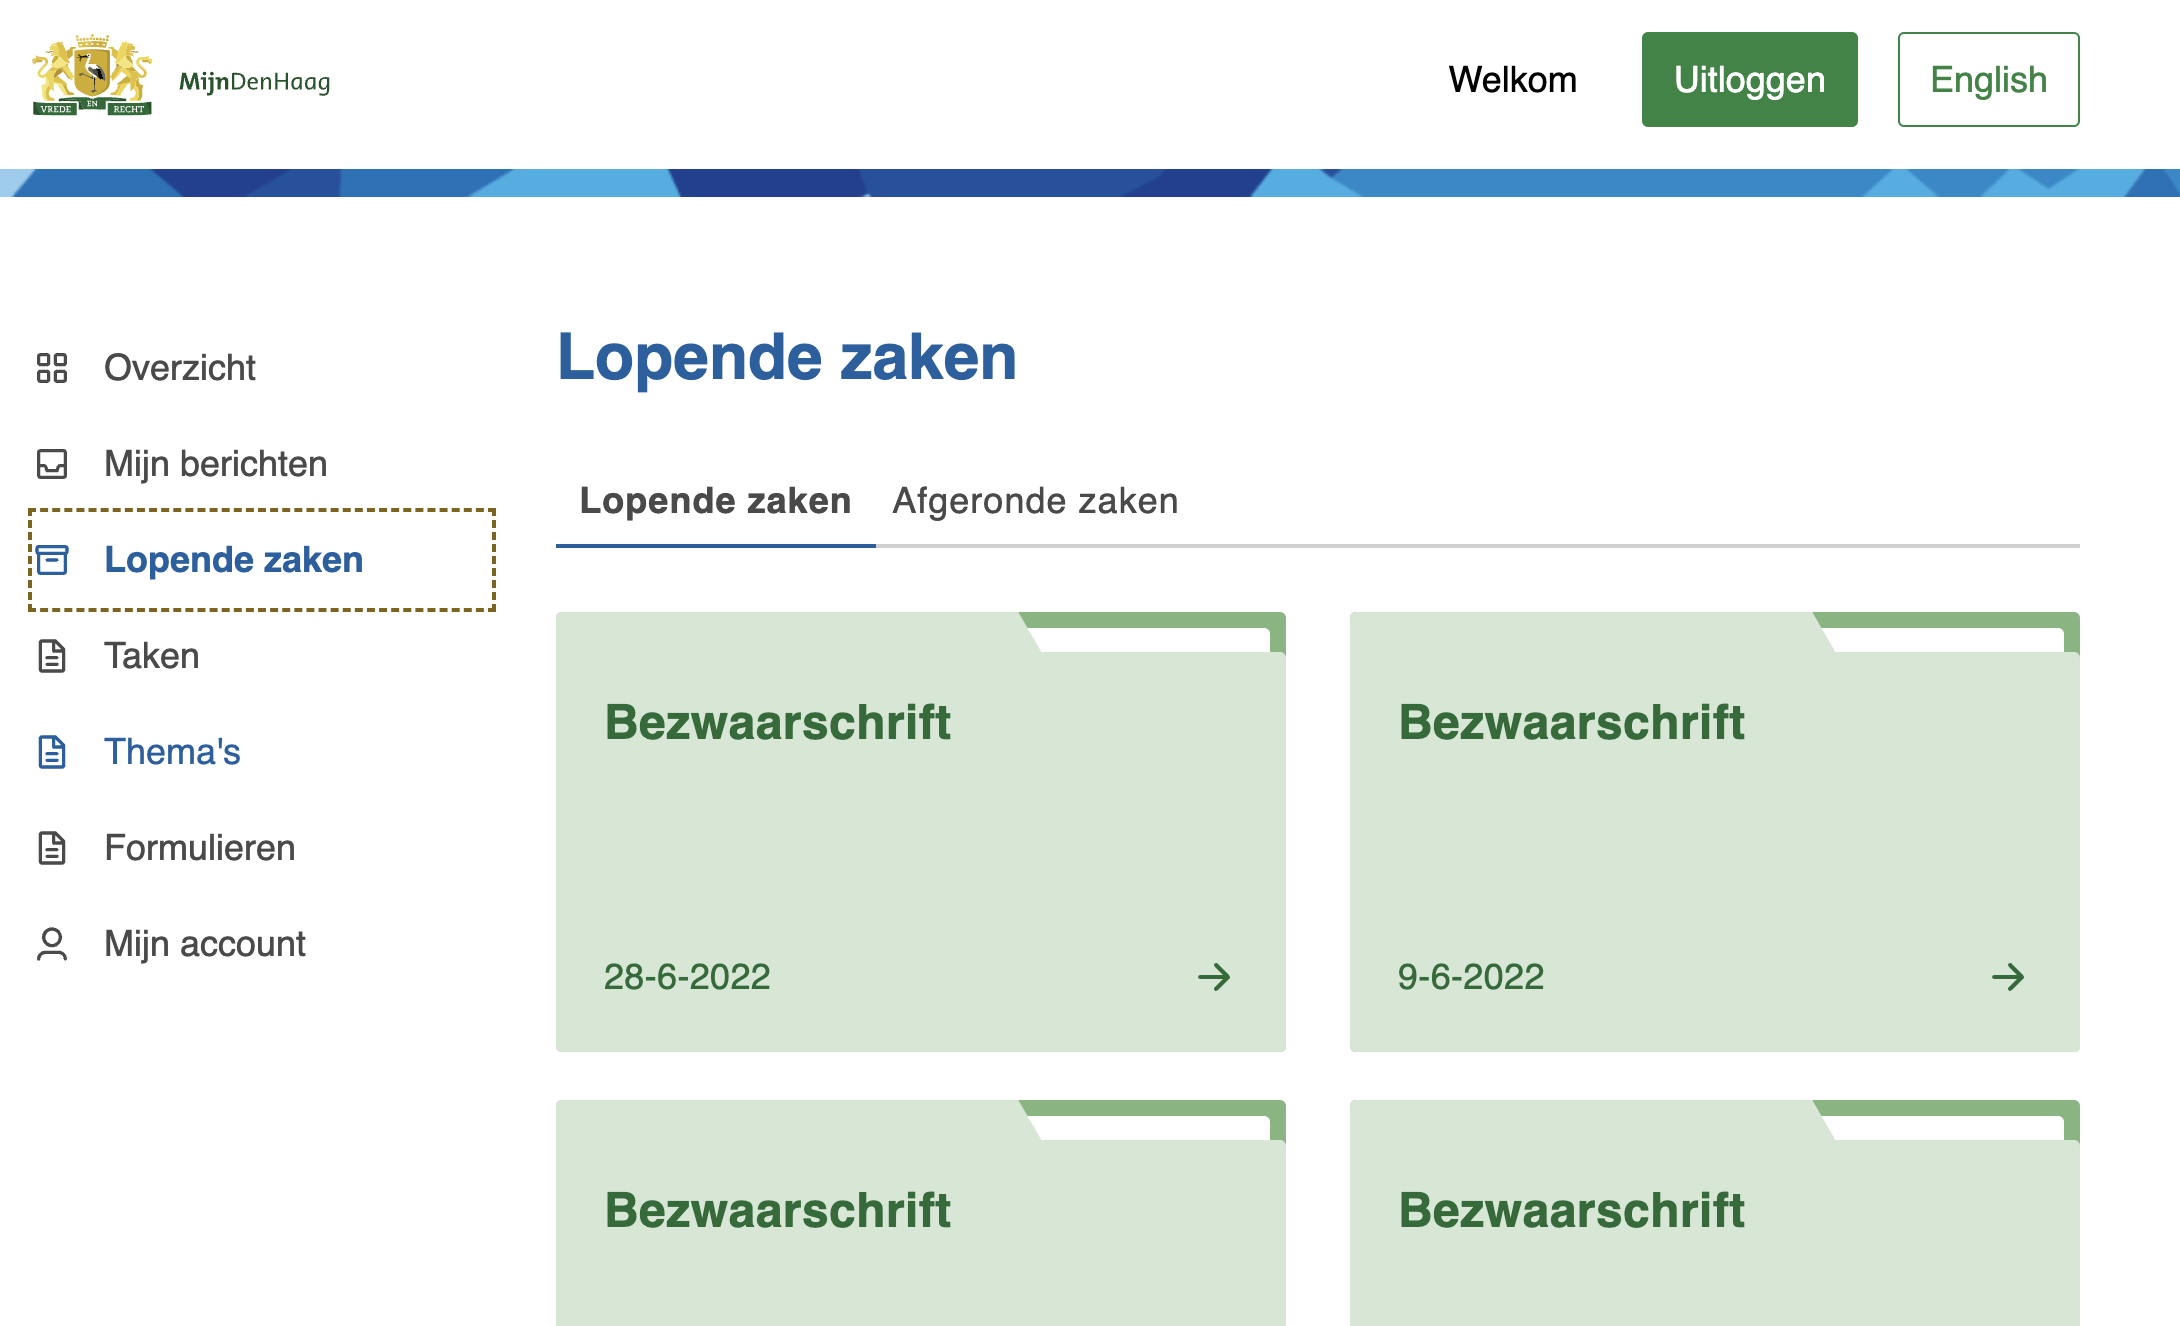 VREDE EN RECHT
MijnDenHaag
Welkom
Uitloggen
English
Overzicht
Mijn berichten
Lopende zaken
Taken
Thema's
Formulieren
Mijn account
Lopende zaken
Lopende zaken
Afgeronde zaken
Bezwaarschrift
28-6-2022
Bezwaarschrift
9-6-2022
Bezwaarschrift
Bezwaarschrift